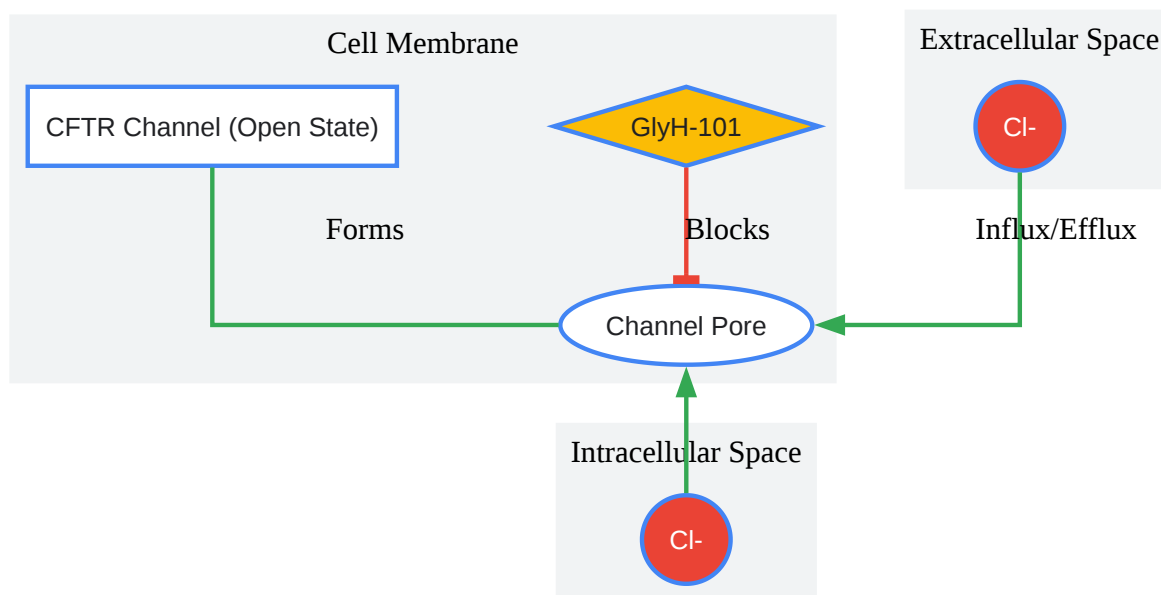 Cell Membrane
Extracellular Space
CFTR Channel (Open State)
GlyH-101
Cl-
Forms
Blocks
Influx/Efflux
Channel Pore
Intracellular Space
Cl-